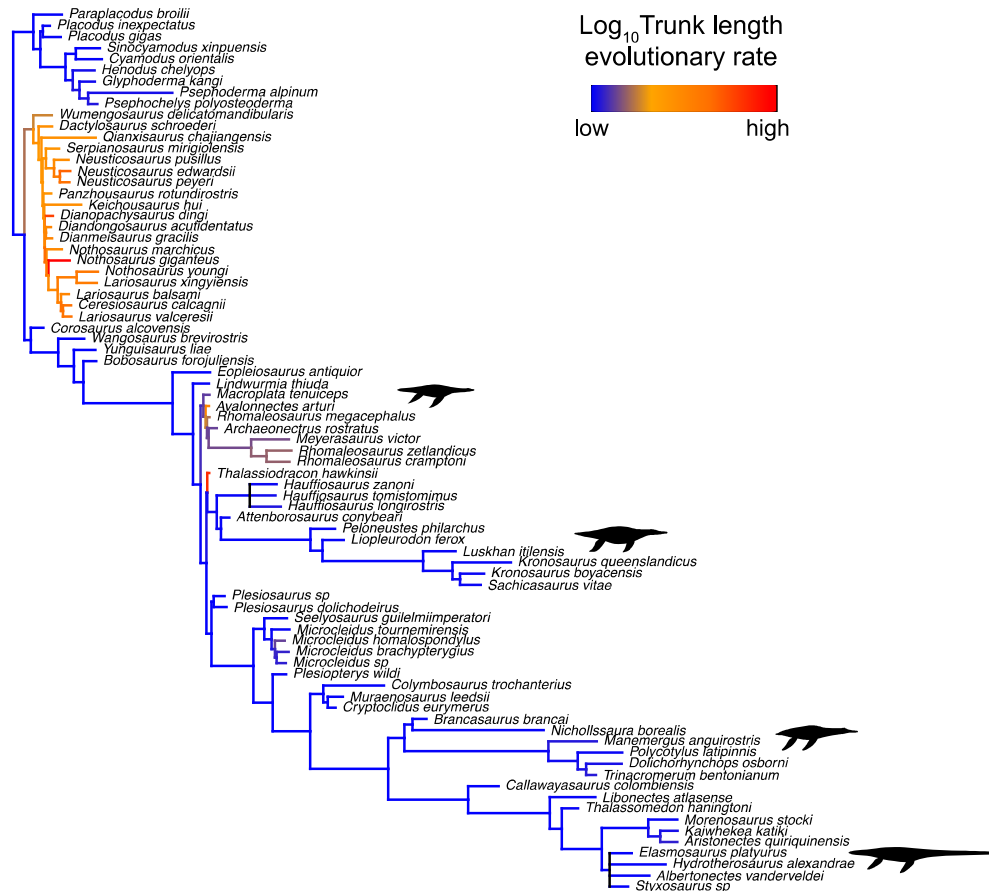 Paraplacodus broilii
Placodus inexpectatus
Placodus gigas
Sinocyamodus xinpuensis
Cyamodus orientalis
Henodus chelyops
Glyphoderma kangi
Psephoderma alpinum
Psephochelys polyosteoderma
Wumengosaurus delicatomandibularis
Dactylosaurus schroederi
Qianxisaurus chajiangensis
Serpianosaurus mirigiolensis
Neusticosaurus pusillus
Neusticosaurus edwardsii
Neusticosaurus peyeri
Panzhousaurus rotundirostris
Keichousaurus hui
Dianopachysaurus dingi
Diandongosaurus acutidentatus
Dianmeisaurus gracilis
Nothosaurus marchicus
Nothosaurus giganteus
Nothosaurus youngi
Lariosaurus xingyiensis
Lariosaurus balsami
Ceresiosaurus calcagnii
Lariosaurus valceresii
Corosaurus alcovensis
Wangosaurus brevirostris
Yunguisaurus liae
Bobosaurus forojuliensis
Eopleiosaurus antiquior
Lindwurmia thiuda
Macroplata tenuiceps
Avalonnectes arturi
Rhomaleosaurus megacephalus
Archaeonectrus rostratus
Meyerasaurus victor
Rhomaleosaurus zetlandicus
Rhomaleosaurus cramptoni
Thalassiodracon hawkinsii
Hauffiosaurus zanoni
Hauffiosaurus tomistomimus
Hauffiosaurus longirostris
Attenborosaurus conybeari
Peloneustes philarchus
Liopleurodon ferox
Luskhan itilensis
Kronosaurus queenslandicus
Kronosaurus boyacensis
Sachicasaurus vitae
Plesiosaurus sp
Plesiosaurus dolichodeirus
Seelyosaurus guilelmiimperatori
Microcleidus tournemirensis
Microcleidus homalospondylus
Microcleidus brachypterygius
Microcleidus sp
Plesiopterys wildi
Colymbosaurus trochanterius
Muraenosaurus leedsii
Cryptoclidus eurymerus
Brancasaurus brancai
Nichollssaura borealis
Manemergus anguirostris
Polycotylus latipinnis
Dolichorhynchops osborni
Trinacromerum bentonianum
Callawayasaurus colombiensis
Libonectes atlasense
Thalassomedon haningtoni
Morenosaurus stocki
Kaiwhekea katiki
Aristonectes quiriquinensis
Elasmosaurus platyurus
Hydrotherosaurus alexandrae
Albertonectes vanderveldei
Styxosaurus sp
Log₁₀Trunk length
evolutionary rate
low high